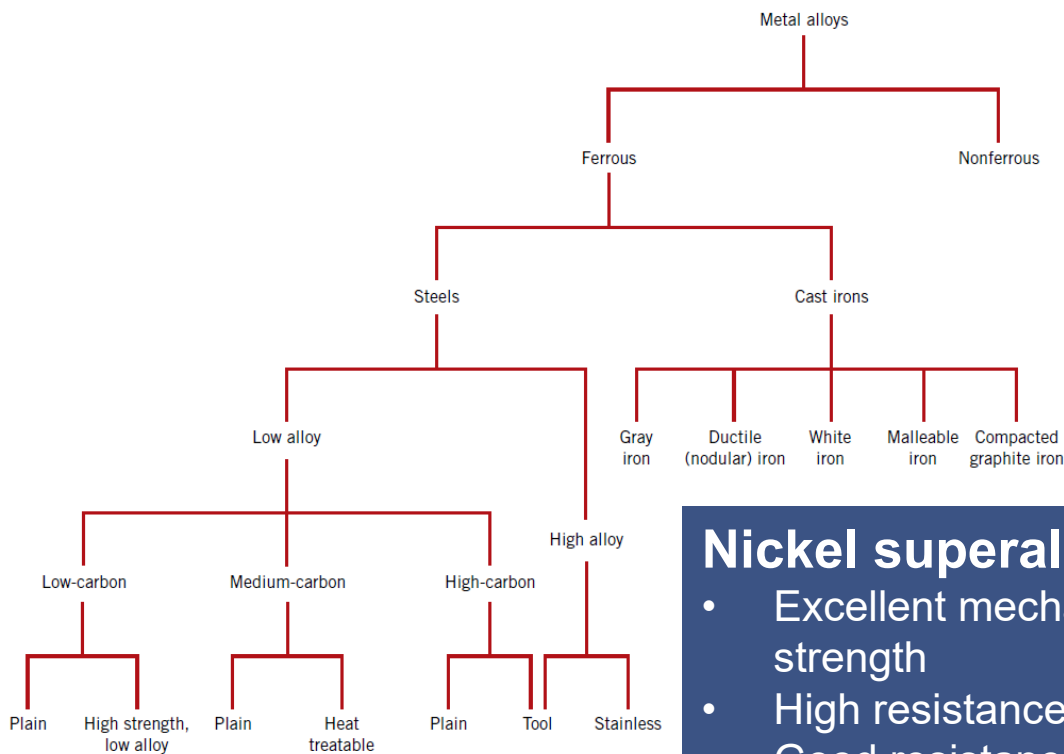 Metal alloys
Ferrous
Nonferrous
Steels
Cast irons
Low alloy
Gray
iron
Ductile
(nodular) iron
White
iron
Malleable
iron
Compacted
graphite iron
High alloy
Low-carbon
Medium-carbon
High-carbon
Plain
High strength,
low alloy
Plain
Heat
treatable
Plain
Tool
Stainless
Nickel superal
• Excellent mech
strength
• High resistance